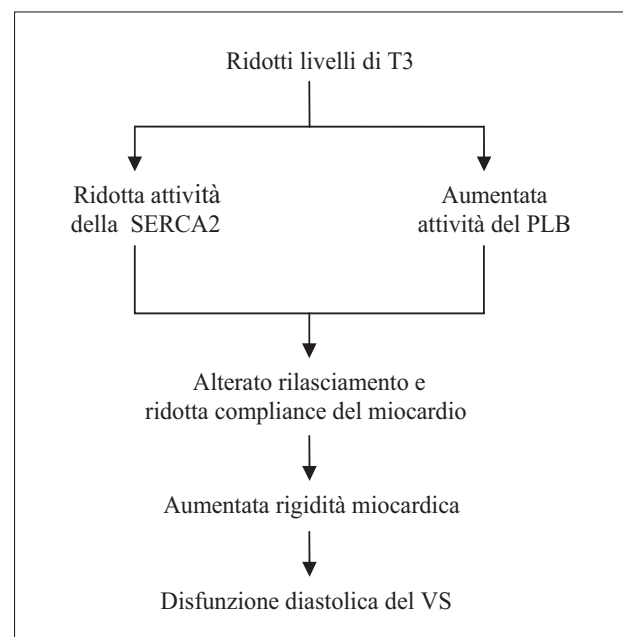 Ridotti livelli di T3
Ridotta attività
della SERCA2
Aumentata
attività del PLB
Alterato rilasciamento e
ridotta compliance del miocardio
Aumentata rigidità miocardica
Disfunzione diastolica del VS